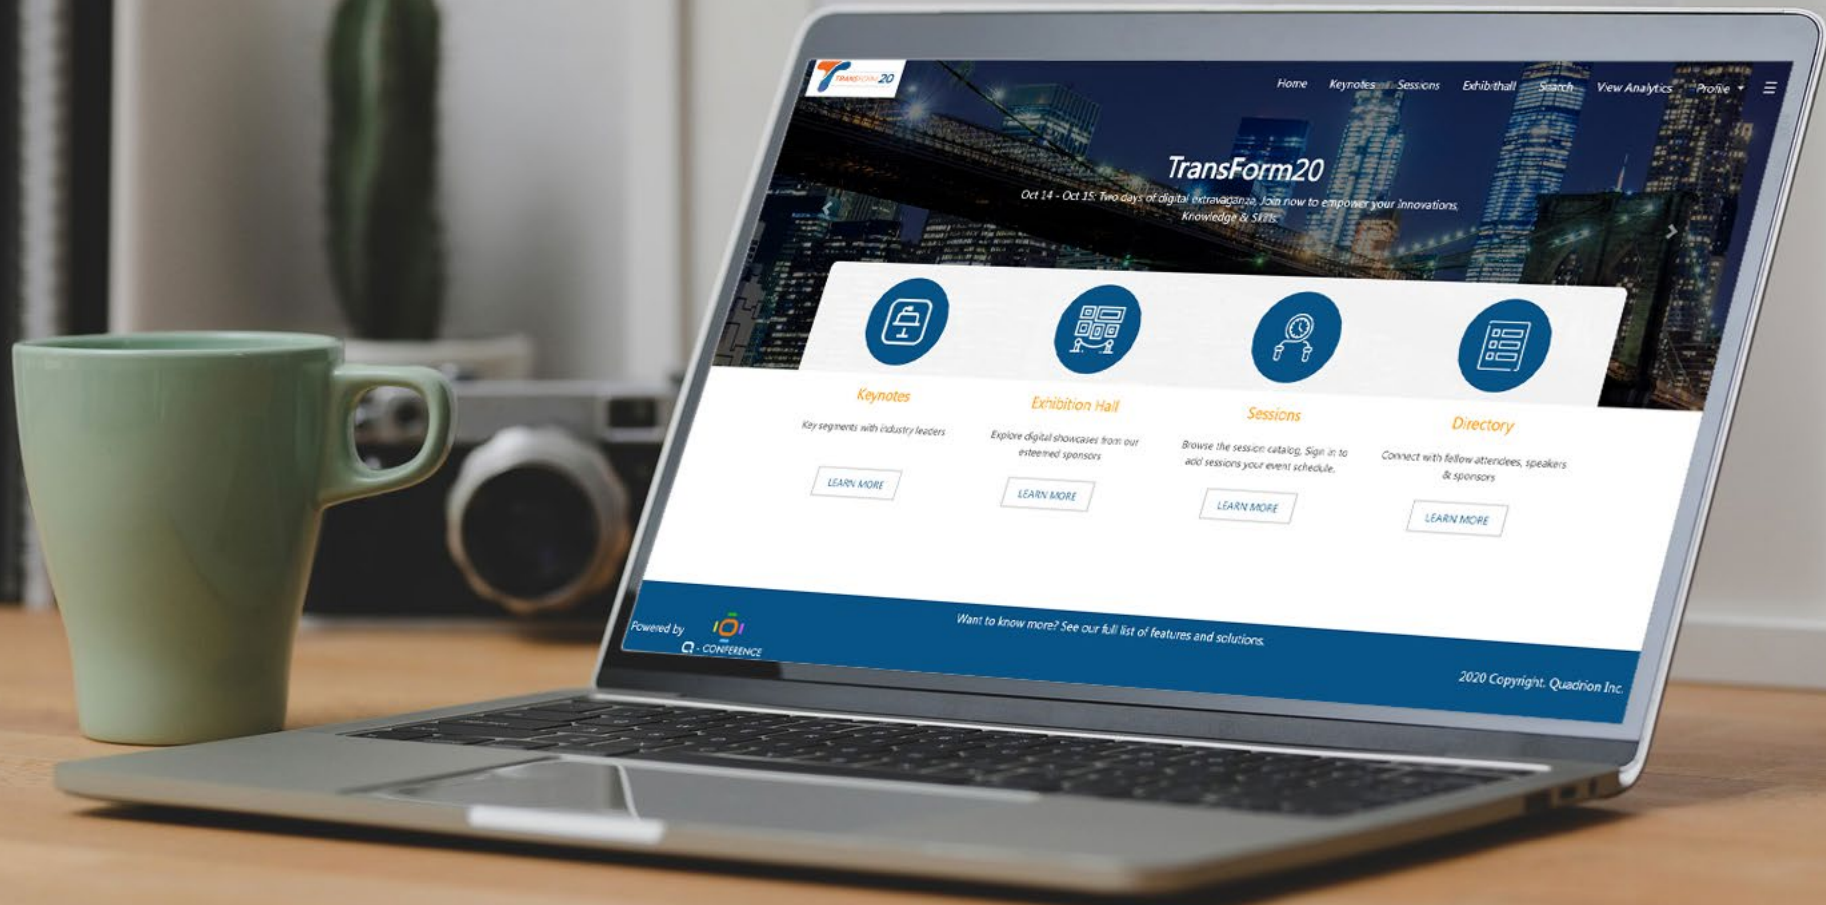 TRANSFORM20
Home Keynotes Sessions Exhibithall Search View Analytics Profile
TransForm20
Oct 14 - Oct 15: Two days of digital extravaganza, Join now to empower your Innovations,
Knowledge & Skills.
Keynotes
Key segments with industry leaders
LEARN MORE
Exhibition Hall
Explore digital showcases from our
esteemed sponsors
LEARN MORE
Sessions
Browse the session catalog, Sign in to
add sessions your event schedule.
LEARN MORE
Directory
Connect with fellow attendees, speakers
& sponsors
LEARN MORE
Powered by
Q - CONFERENCE
Want to know more? See our full list of features and solutions.
2020 Copyright. Quadrion Inc.